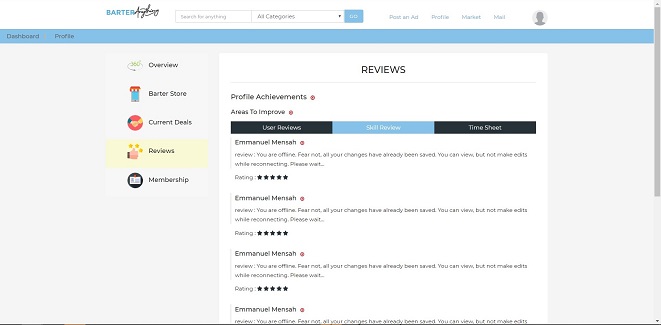 BARTER Anything
Search for anything
All Categories
GO
Post an Ad
Profile
Market
Mail
Dashboard
Profile
360°
Overview
Barter Store
Current Deals
Reviews
Membership
REVIEWS
Profile Achievements
Areas To Improve
User Reviews
Skill Review
Time Sheet
Emmanuel Mensah
review : You are offline. Fear not, all your changes have already been saved. You can view, but not make edits
while reconnecting. Please wait...
Rating : ★★★★★
Emmanuel Mensah
review : You are offline. Fear not, all your changes have already been saved. You can view, but not make edits
while reconnecting. Please wait...
Rating : ★★★★★
Emmanuel Mensah
review : You are offline. Fear not, all your changes have already been saved. You can view, but not make edits
while reconnecting. Please wait...
Rating : ★★★★★
Emmanuel Mensah
review : You are offline. Fear not, all your changes have already been saved. You can view, but not make edits